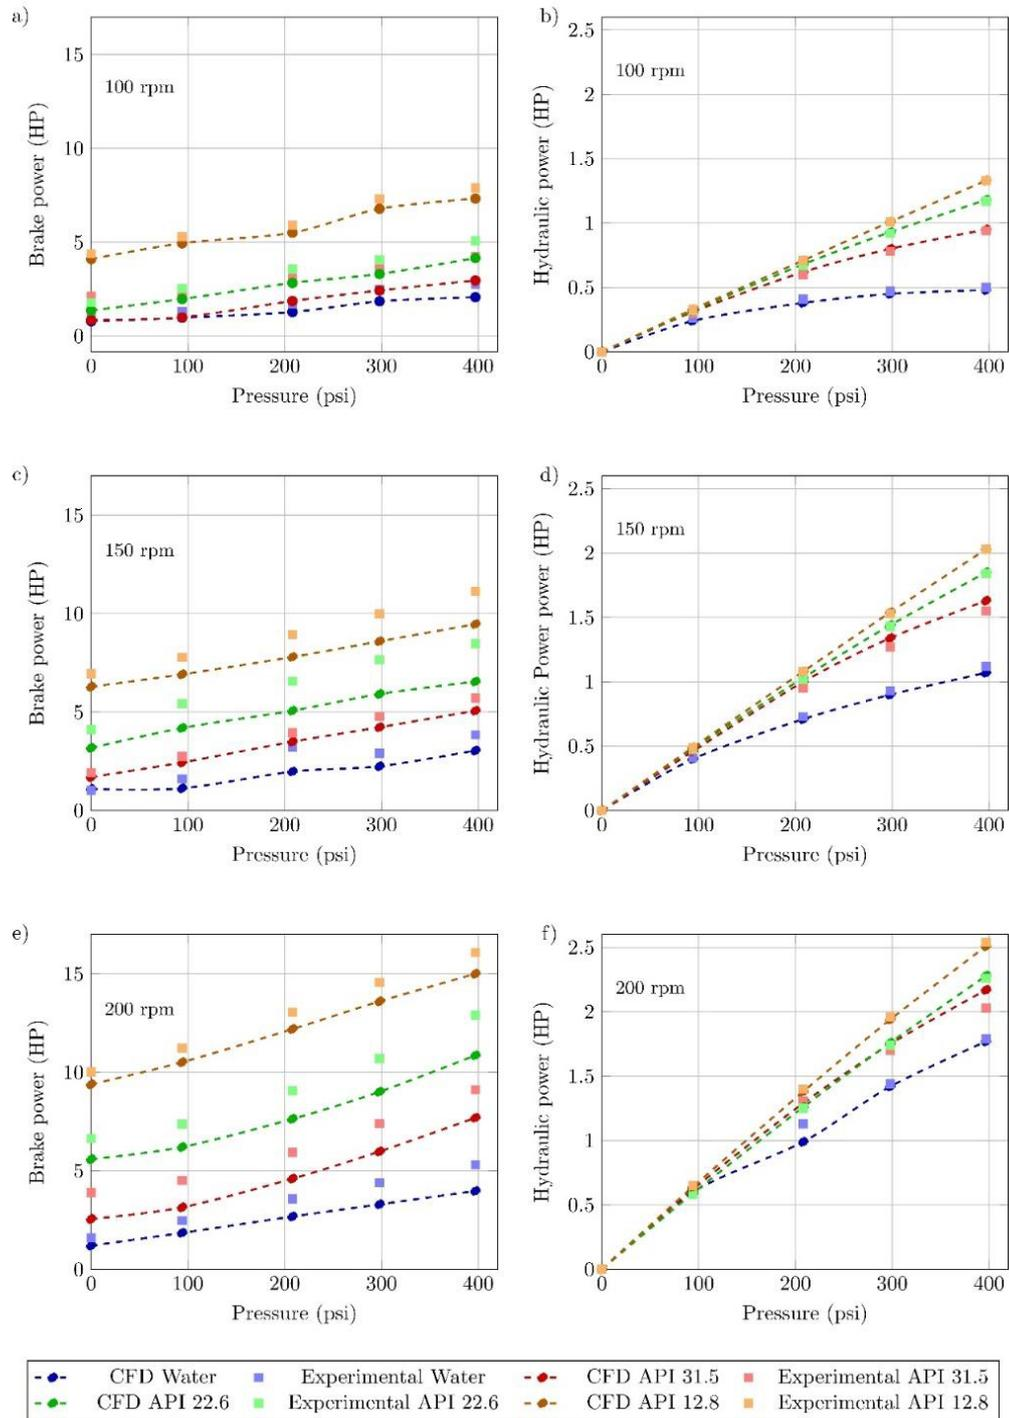 a)
Brake power (HP)
15
10
5
0
100 rpm
0 100 200 300 400
Pressure (psi)
b)
Hydraulic power (HP)
2.5
2
1.5
1
0.5
0
100 rpm
0 100 200 300 400
Pressure (psi)
c)
Brake power (HP)
15
10
5
0
150 rpm
0 100 200 300 400
Pressure (psi)
d)
Hydraulic Power power (HP)
2.5
2
1.5
1
0.5
0
150 rpm
0 100 200 300 400
Pressure (psi)
e)
Brake power (HP)
15
10
5
0
200 rpm
0 100 200 300 400
Pressure (psi)
f)
Hydraulic power (HP)
2.5
2
1.5
1
0.5
0
200 rpm
0 100 200 300 400
Pressure (psi)
CFD Water Experimental Water CFD API 31.5 Experimental API 31.5
CFD API 22.6 Experimental API 22.6 CFD API 12.8 Experimental API 12.8